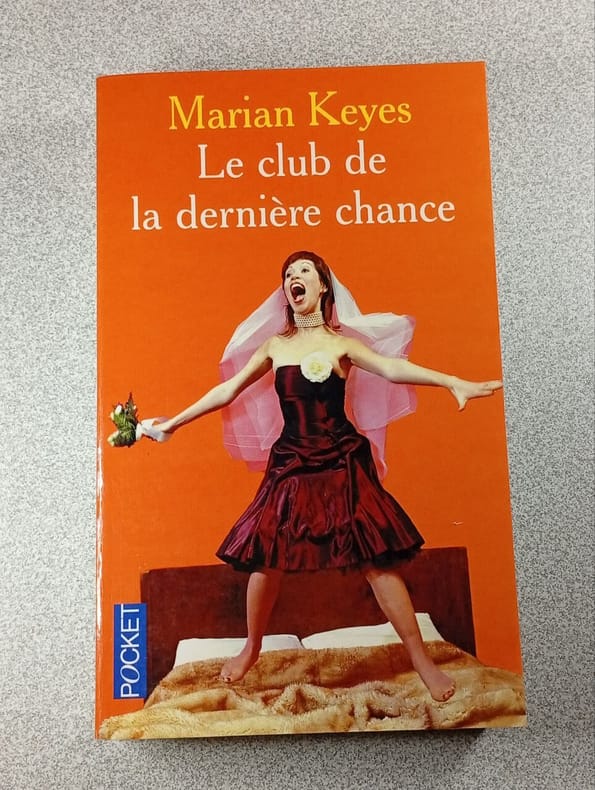 Marian Keyes
Le club de
la dernière chance
POCKET